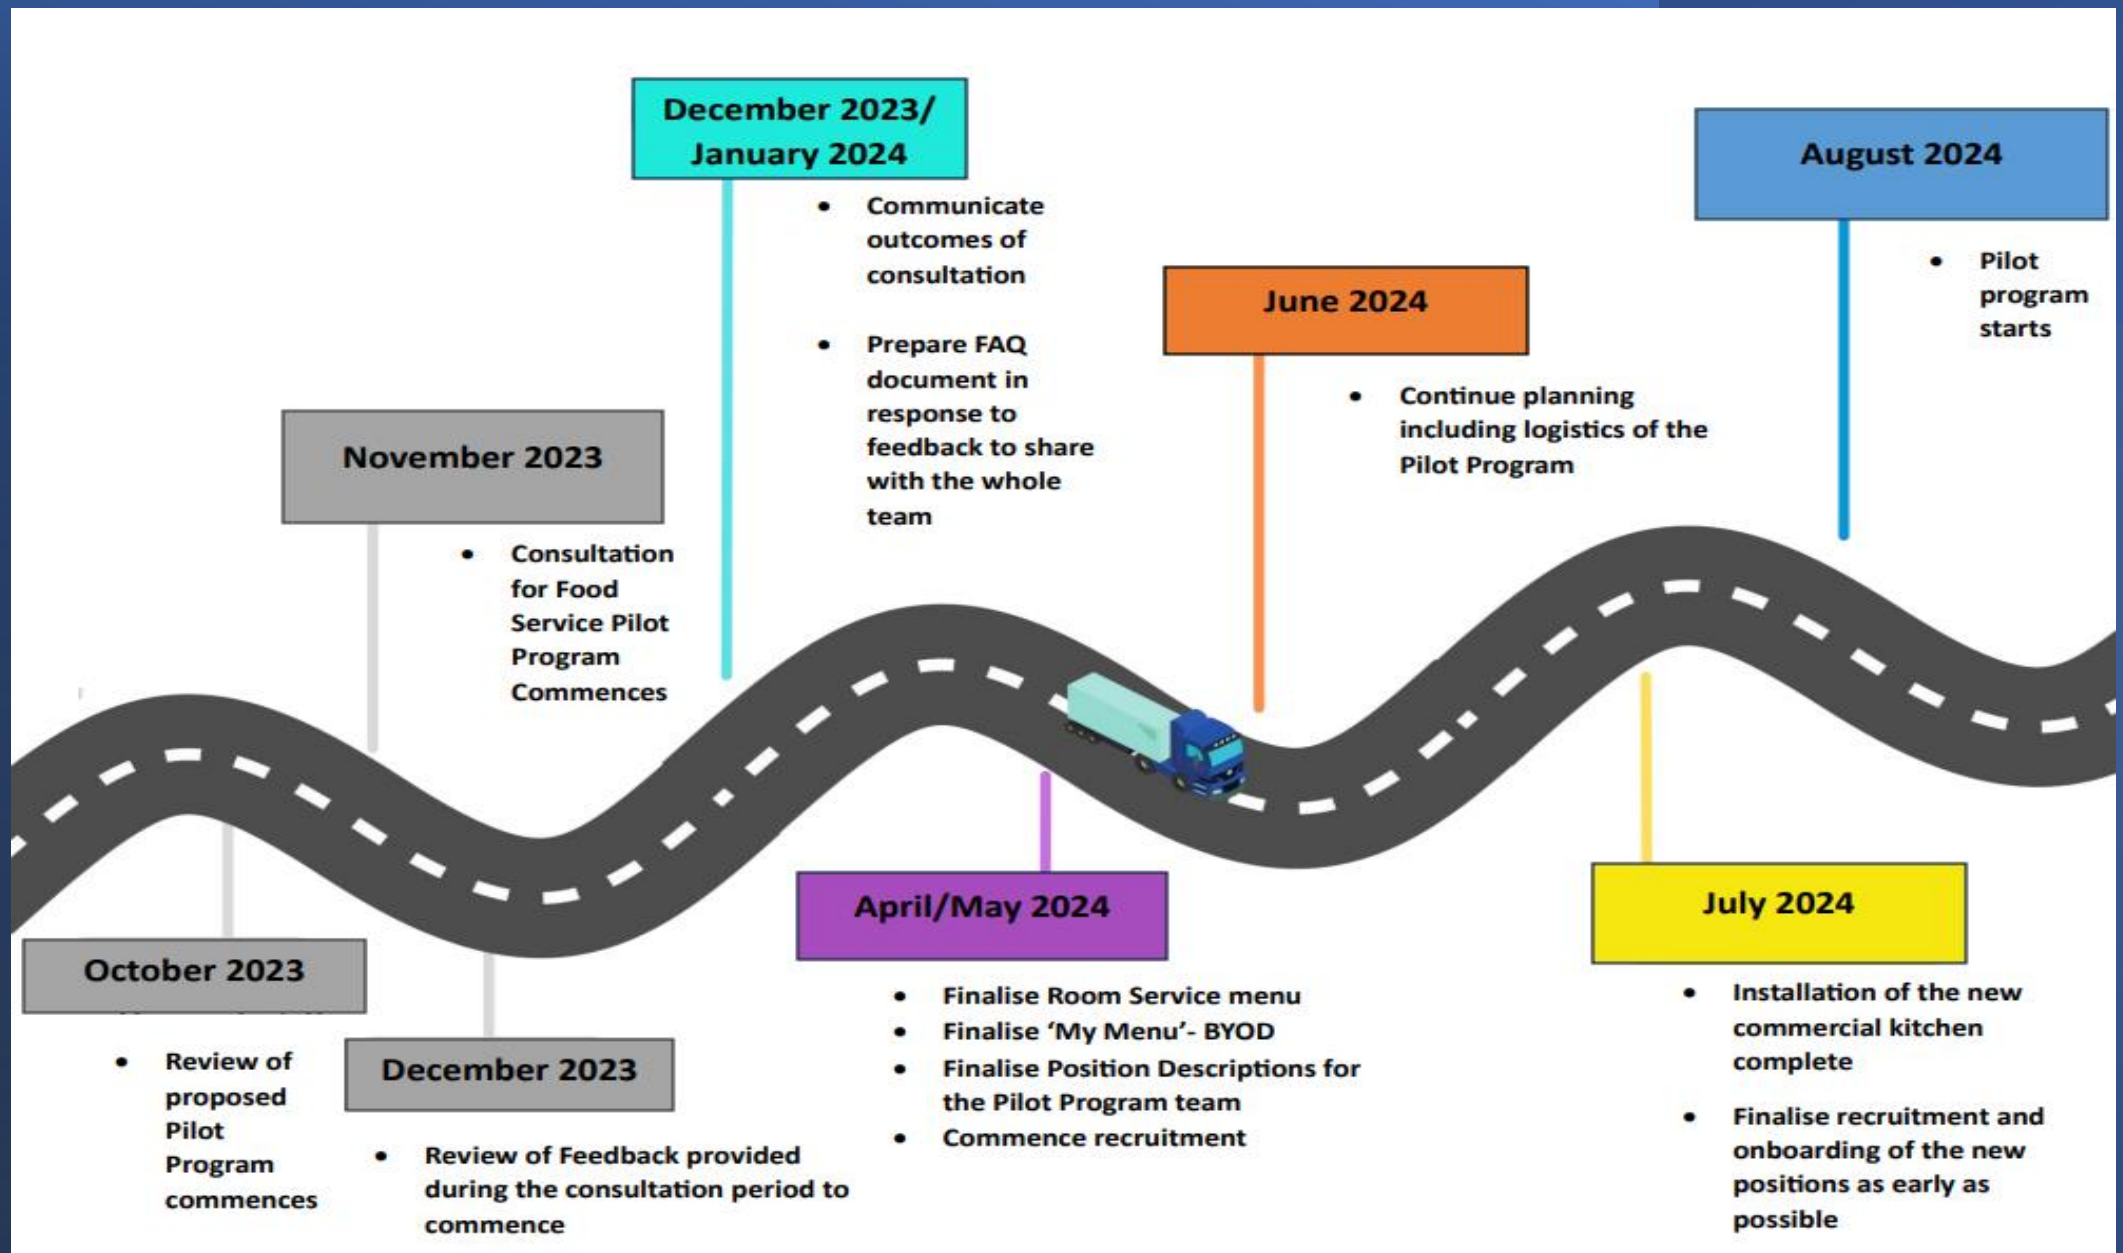 October 2023
• Review of
proposed
Pilot
Program
commences
November 2023
• Consultation
for Food
Service Pilot
Program
Commences
December 2023
• Review of Feedback provided
during the consultation period to
commence
December 2023/
January 2024
• Communicate
outcomes of
consultation
• Prepare FAQ
document in
response to
feedback to share
with the whole
team
April/May 2024
• Finalise Room Service menu
• Finalise ‘My Menu’- BYOD
• Finalise Position Descriptions for
the Pilot Program team
• Commence recruitment
June 2024
• Continue planning
including logistics of the
Pilot Program
July 2024
• Installation of the new
commercial kitchen
complete
• Finalise recruitment and
onboarding of the new
positions as early as
possible
August 2024
• Pilot
program
starts